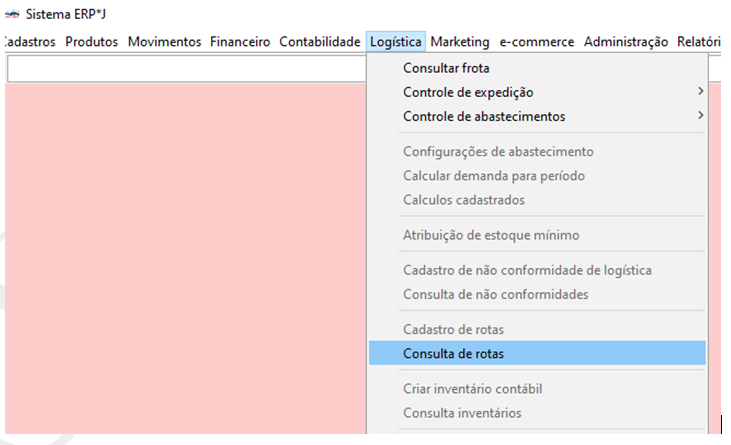 Sistema ERP*J
Cadastros Produtos Movimentos Financeiro Contabilidade Logística Marketing e-commerce Administração Relatóri
Consultar frota
Controle de expedição
Controle de abastecimentos
Configurações de abastecimento
Calcular demanda para período
Calculos cadastrados
Atribuição de estoque mínimo
Cadastro de não conformidade de logística
Consulta de não conformidades
Cadastro de rotas
Consulta de rotas
Criar inventário contábil
Consulta inventários